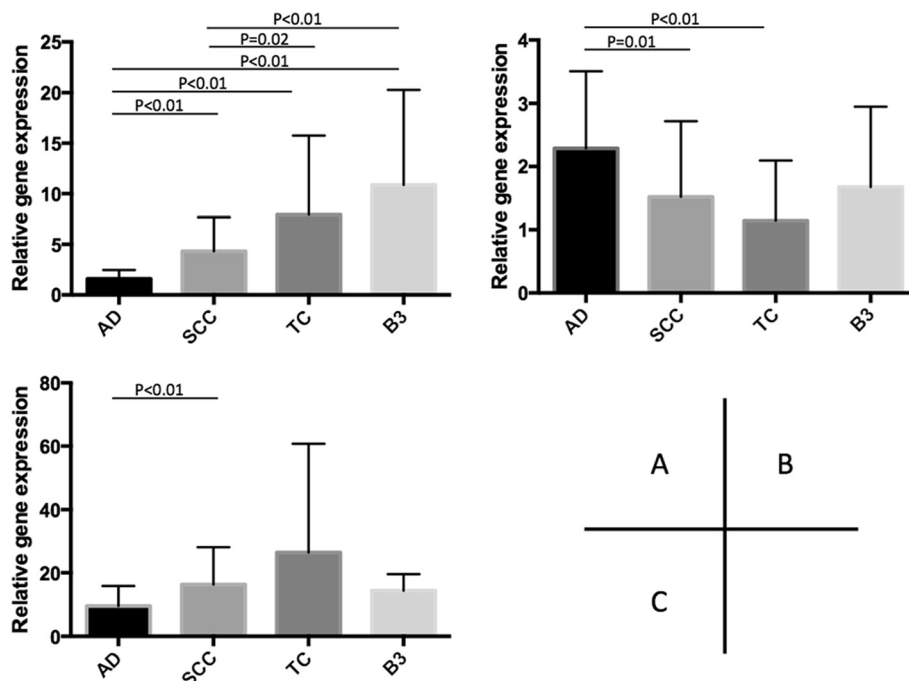 P<0.01
P=0.02
P<0.01
P<0.01
P<0.01
Relative gene expression
25
20
15
10
5
0
AD
SCC
TC
B3
P<0.01
P=0.01
Relative gene expression
4
3
2
1
0
AD
SCC
TC
B3
P<0.01
Relative gene expression
80
60
40
20
0
AD
SCC
TC
B3
A
B
C